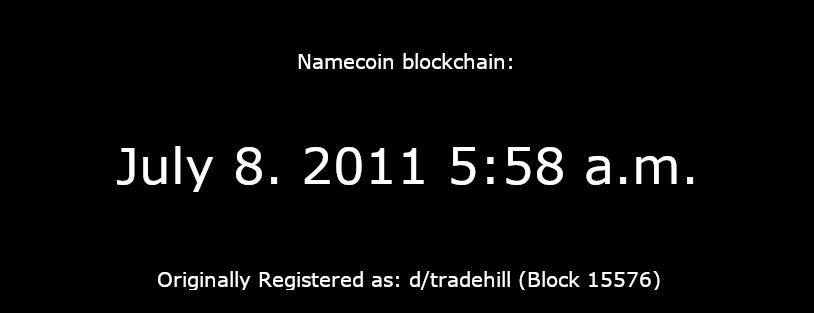 Namecoin blockchain:
July 8. 2011 5:58 a.m.
Originally Registered as: d/tradehill (Block 15576)